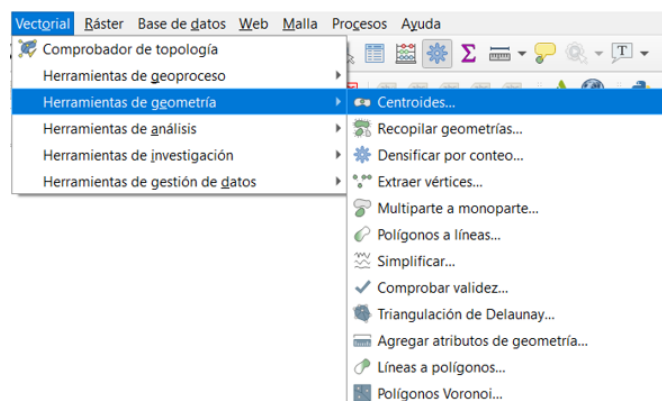 Vectorial Ráster Base de datos Web Malla Procesos Ayuda
Comprobador de topología
Herramientas de geoproceso
Herramientas de geometría
Herramientas de análisis
Herramientas de investigación
Herramientas de gestión de datos
Centroides...
Recopilar geometrías...
Densificar por conteo...
Extraer vértices...
Multiparte a monoparte...
Polígonos a líneas...
Simplificar...
Comprobar validez...
Triangulación de Delaunay...
Agregar atributos de geometría...
Líneas a polígonos...
Polígonos Voronoi...